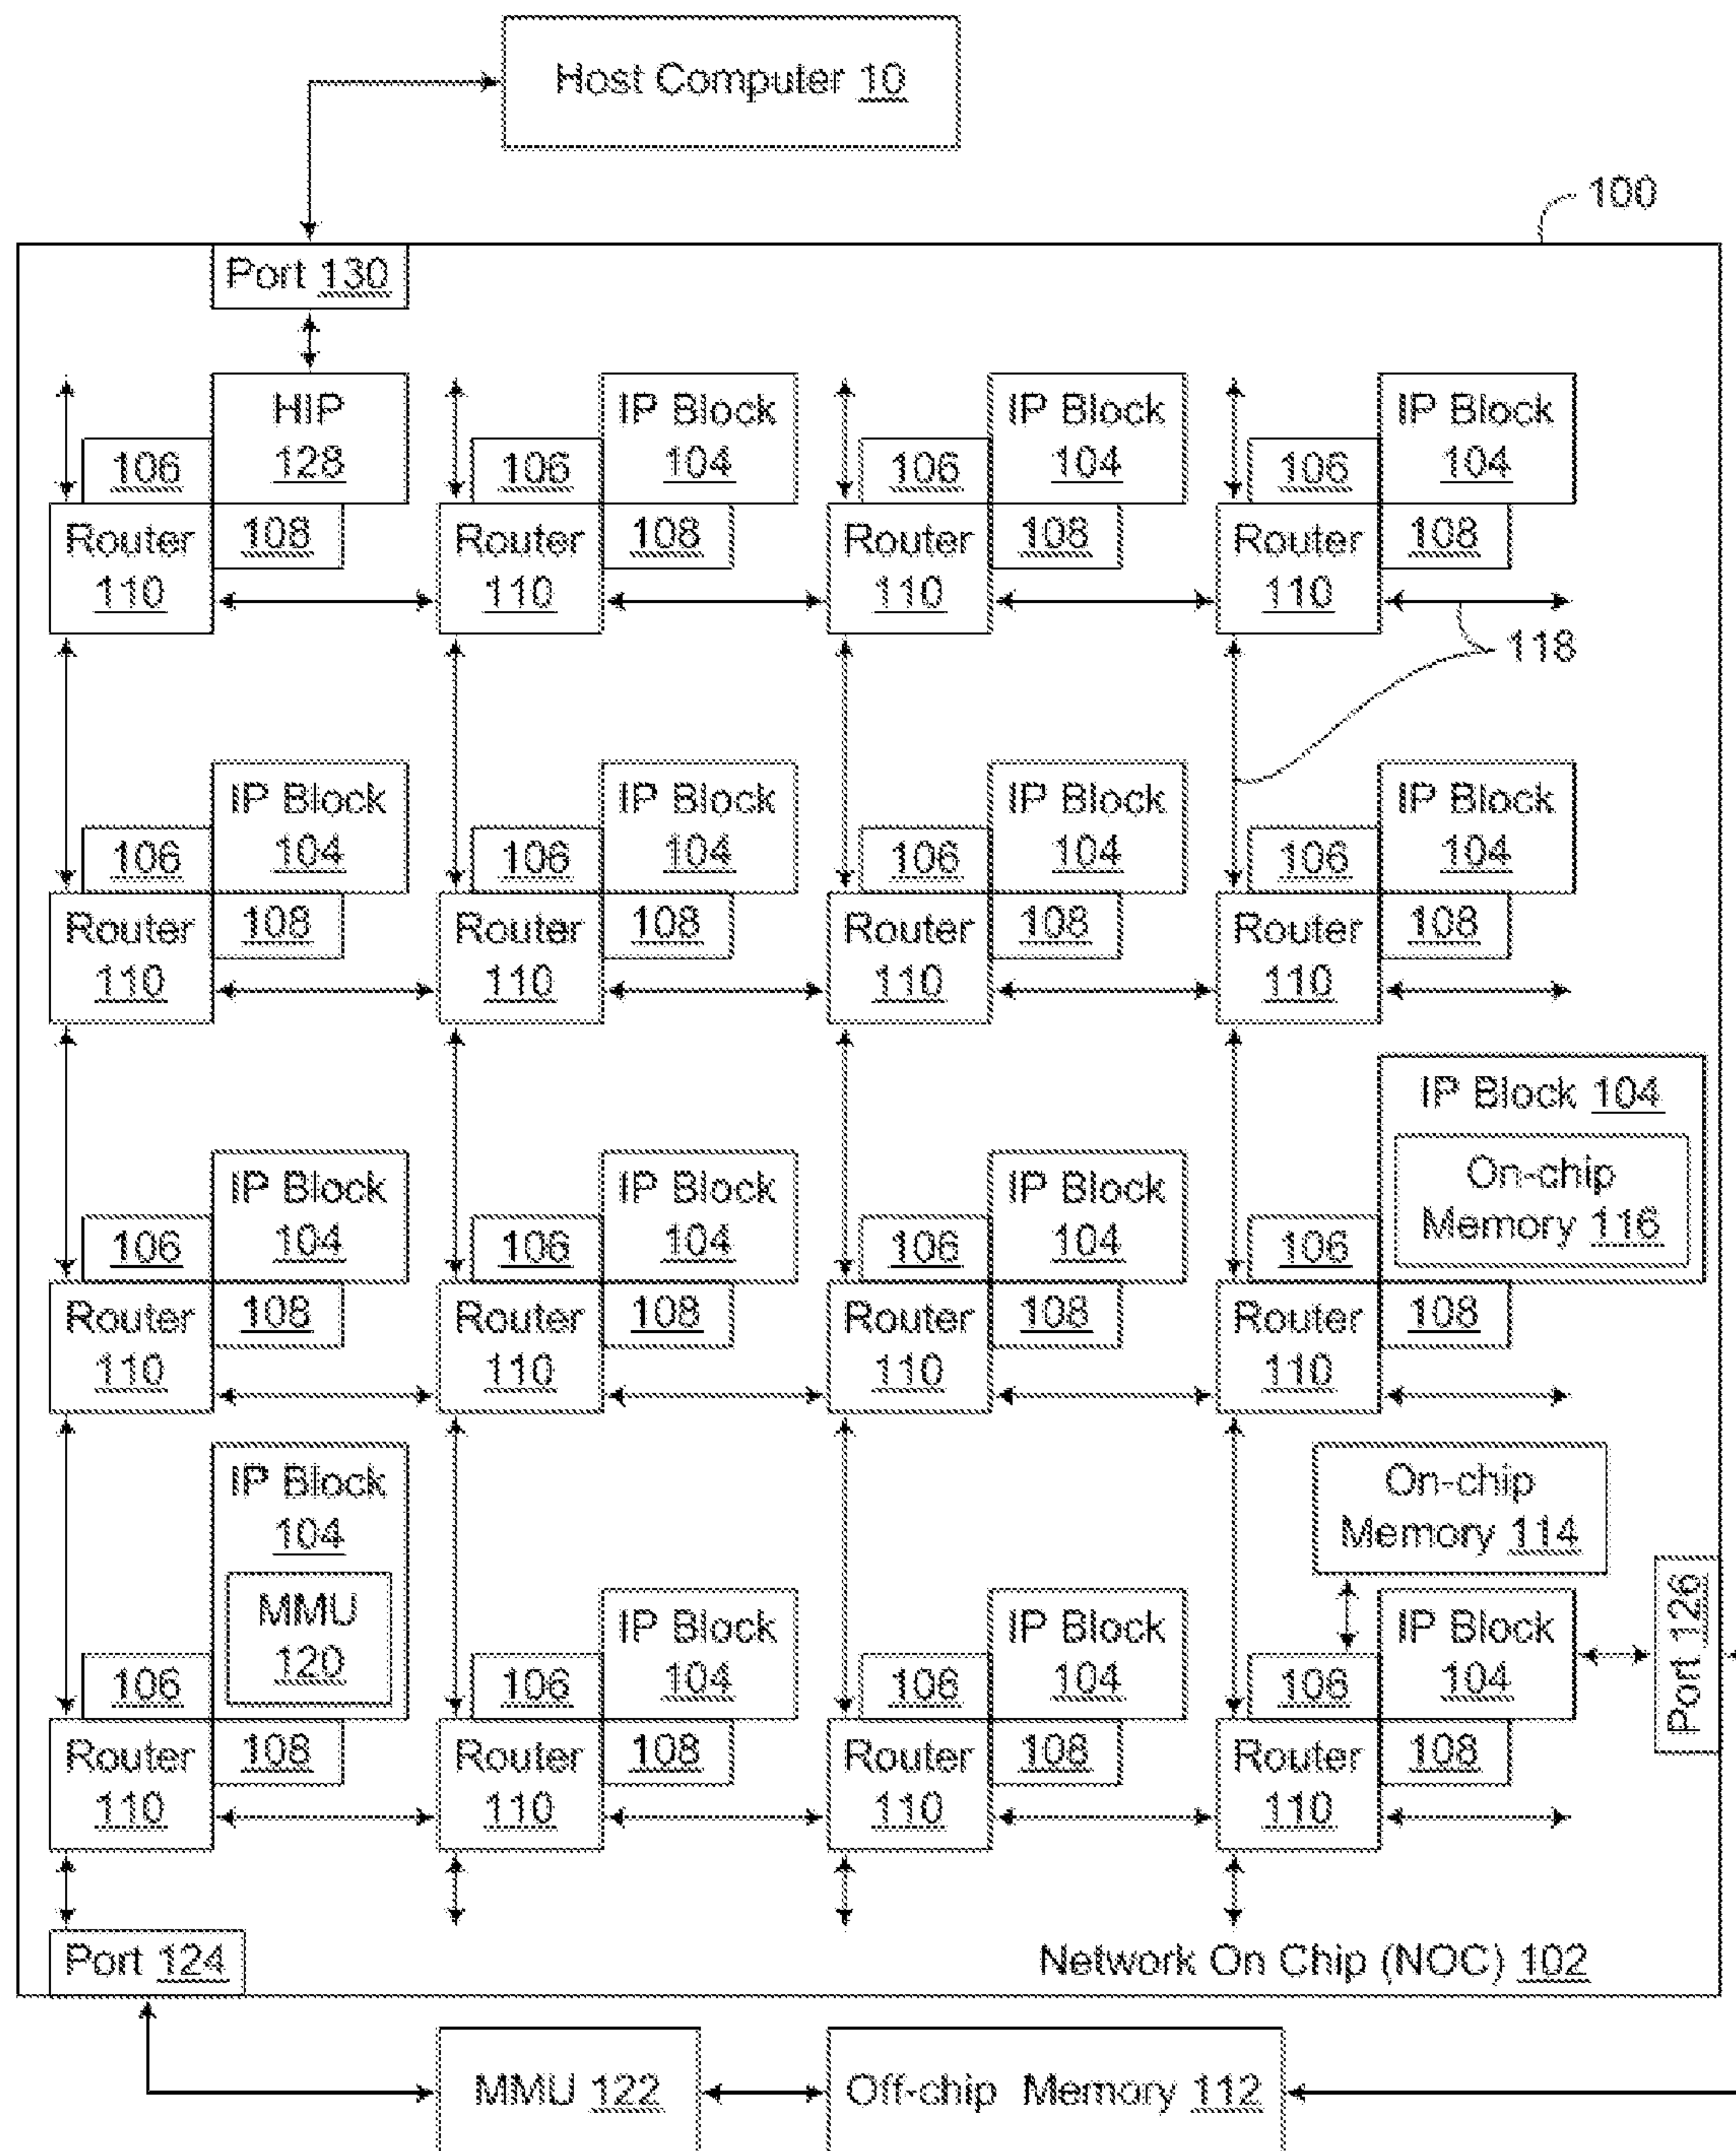 Host Computer 10
100
Port 130
HIP
128
106
108
Router
110
IP Block
104
106
108
Router
110
IP Block
104
106
108
Router
110
IP Block
104
106
108
Router
110
118
IP Block
104
106
108
Router
110
IP Block
104
106
108
Router
110
IP Block
104
106
108
Router
110
IP Block
104
106
108
Router
110
IP Block
104
106
108
Router
110
IP Block
104
106
108
Router
110
IP Block
104
106
108
Router
110
IP Block 104
On-chip
Memory 116
106
108
Router
110
IP Block
104
MMU
120
106
108
Router
110
IP Block
104
106
108
Router
110
IP Block
104
106
108
Router
110
On-chip
Memory 114
IP Block
104
106
108
Router
110
Port 126
Port 124
Network On Chip (NOC) 102
MMU 122
Off-chip Memory 112